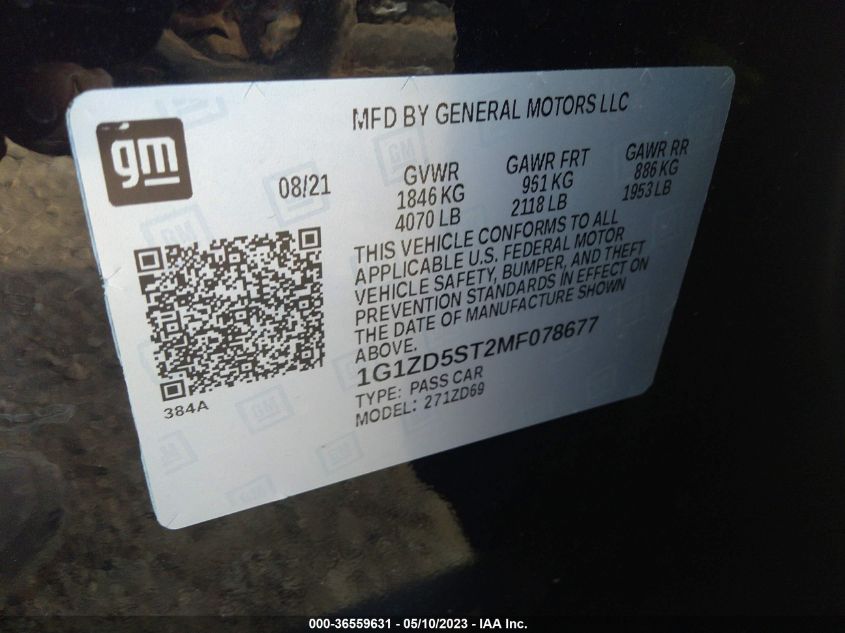 MFD BY GENERAL MOTORS LLC
gm
08/21
GVWR
1846 KG
4070 LB
GAWR FRT
961 KG
2118 LB
GAWR RR
886 KG
1953 LB
THIS VEHICLE CONFORMS TO ALL
APPLICABLE U.S. FEDERAL MOTOR
VEHICLE SAFETY, BUMPER, AND THEFT
PREVENTION STANDARDS IN EFFECT ON
THE DATE OF MANUFACTURE SHOWN
ABOVE.
1G1ZD5ST2MF078677
TYPE: PASS CAR
MODEL: 271ZD69
384A
000-36559631 - 05/10/2023 - IAA Inc.